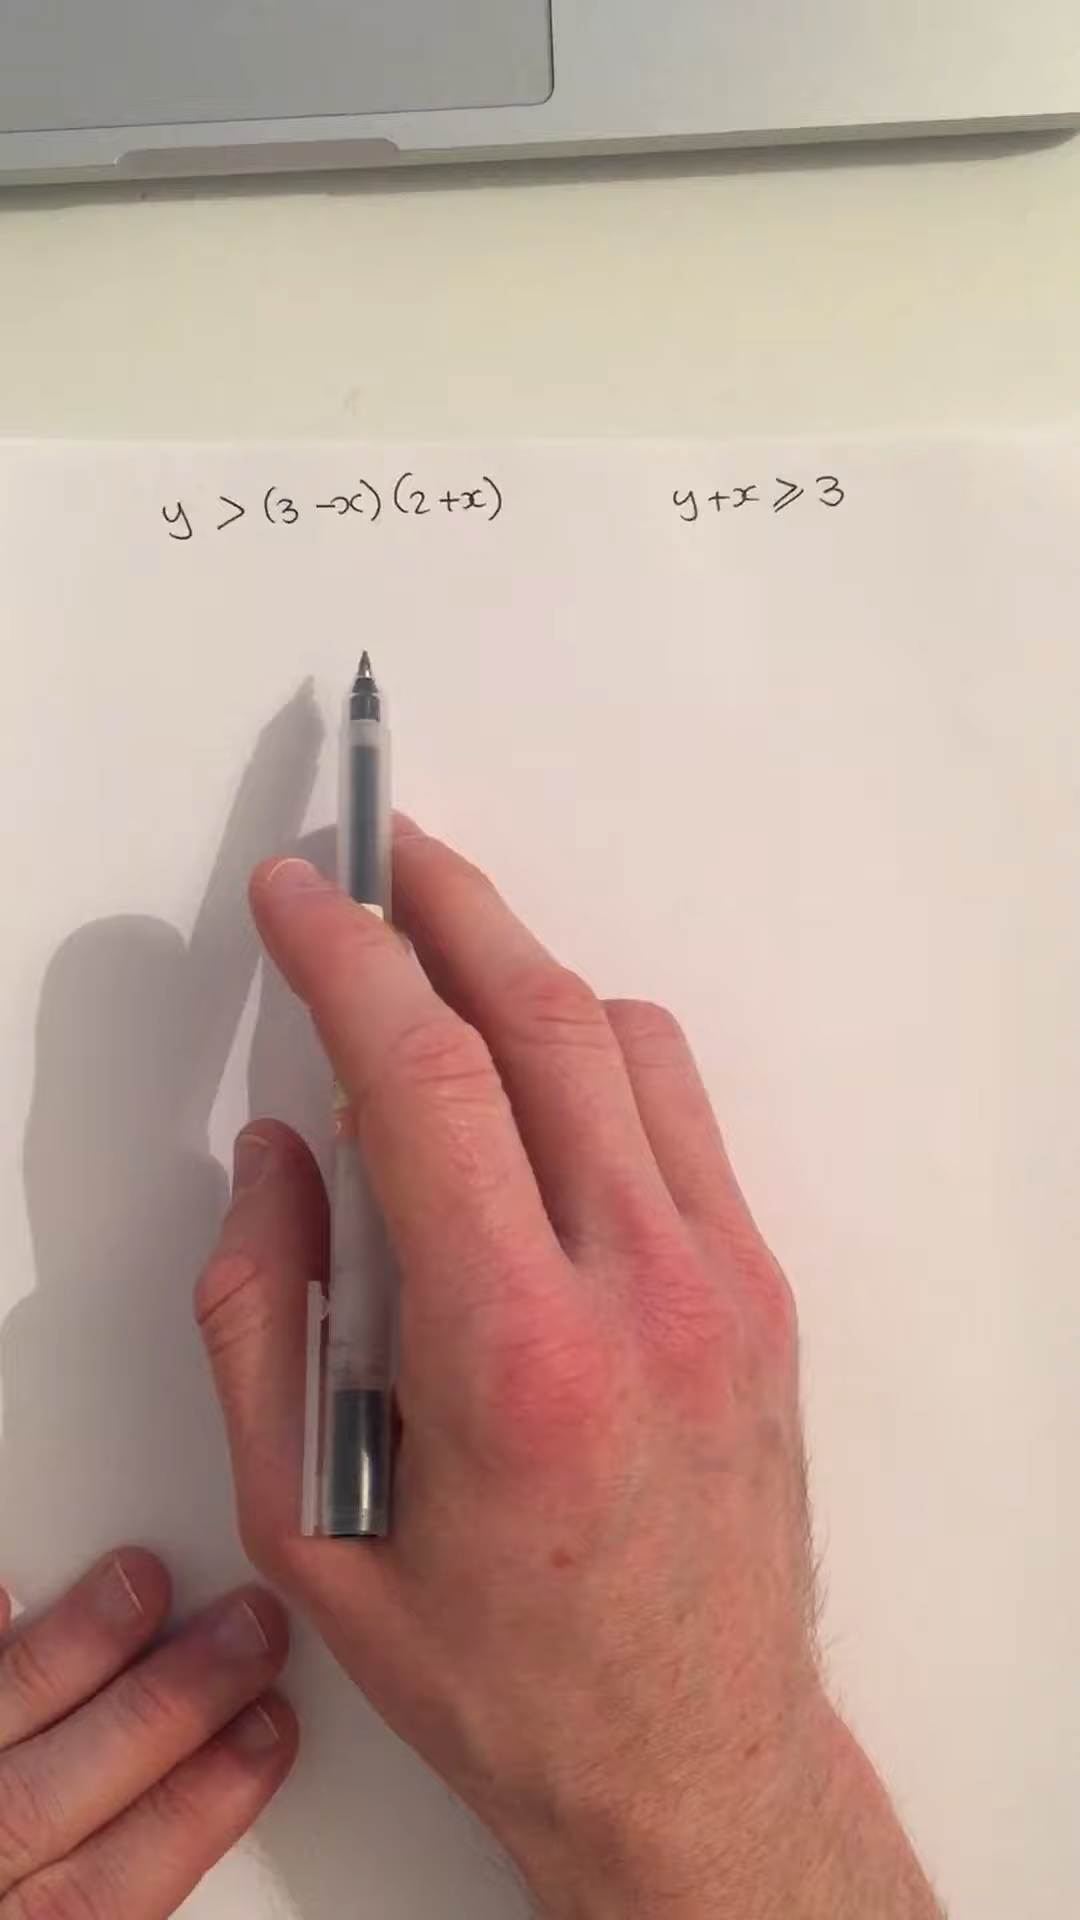 y > (3 - x) (2 + x)
y + x ⩾ 3